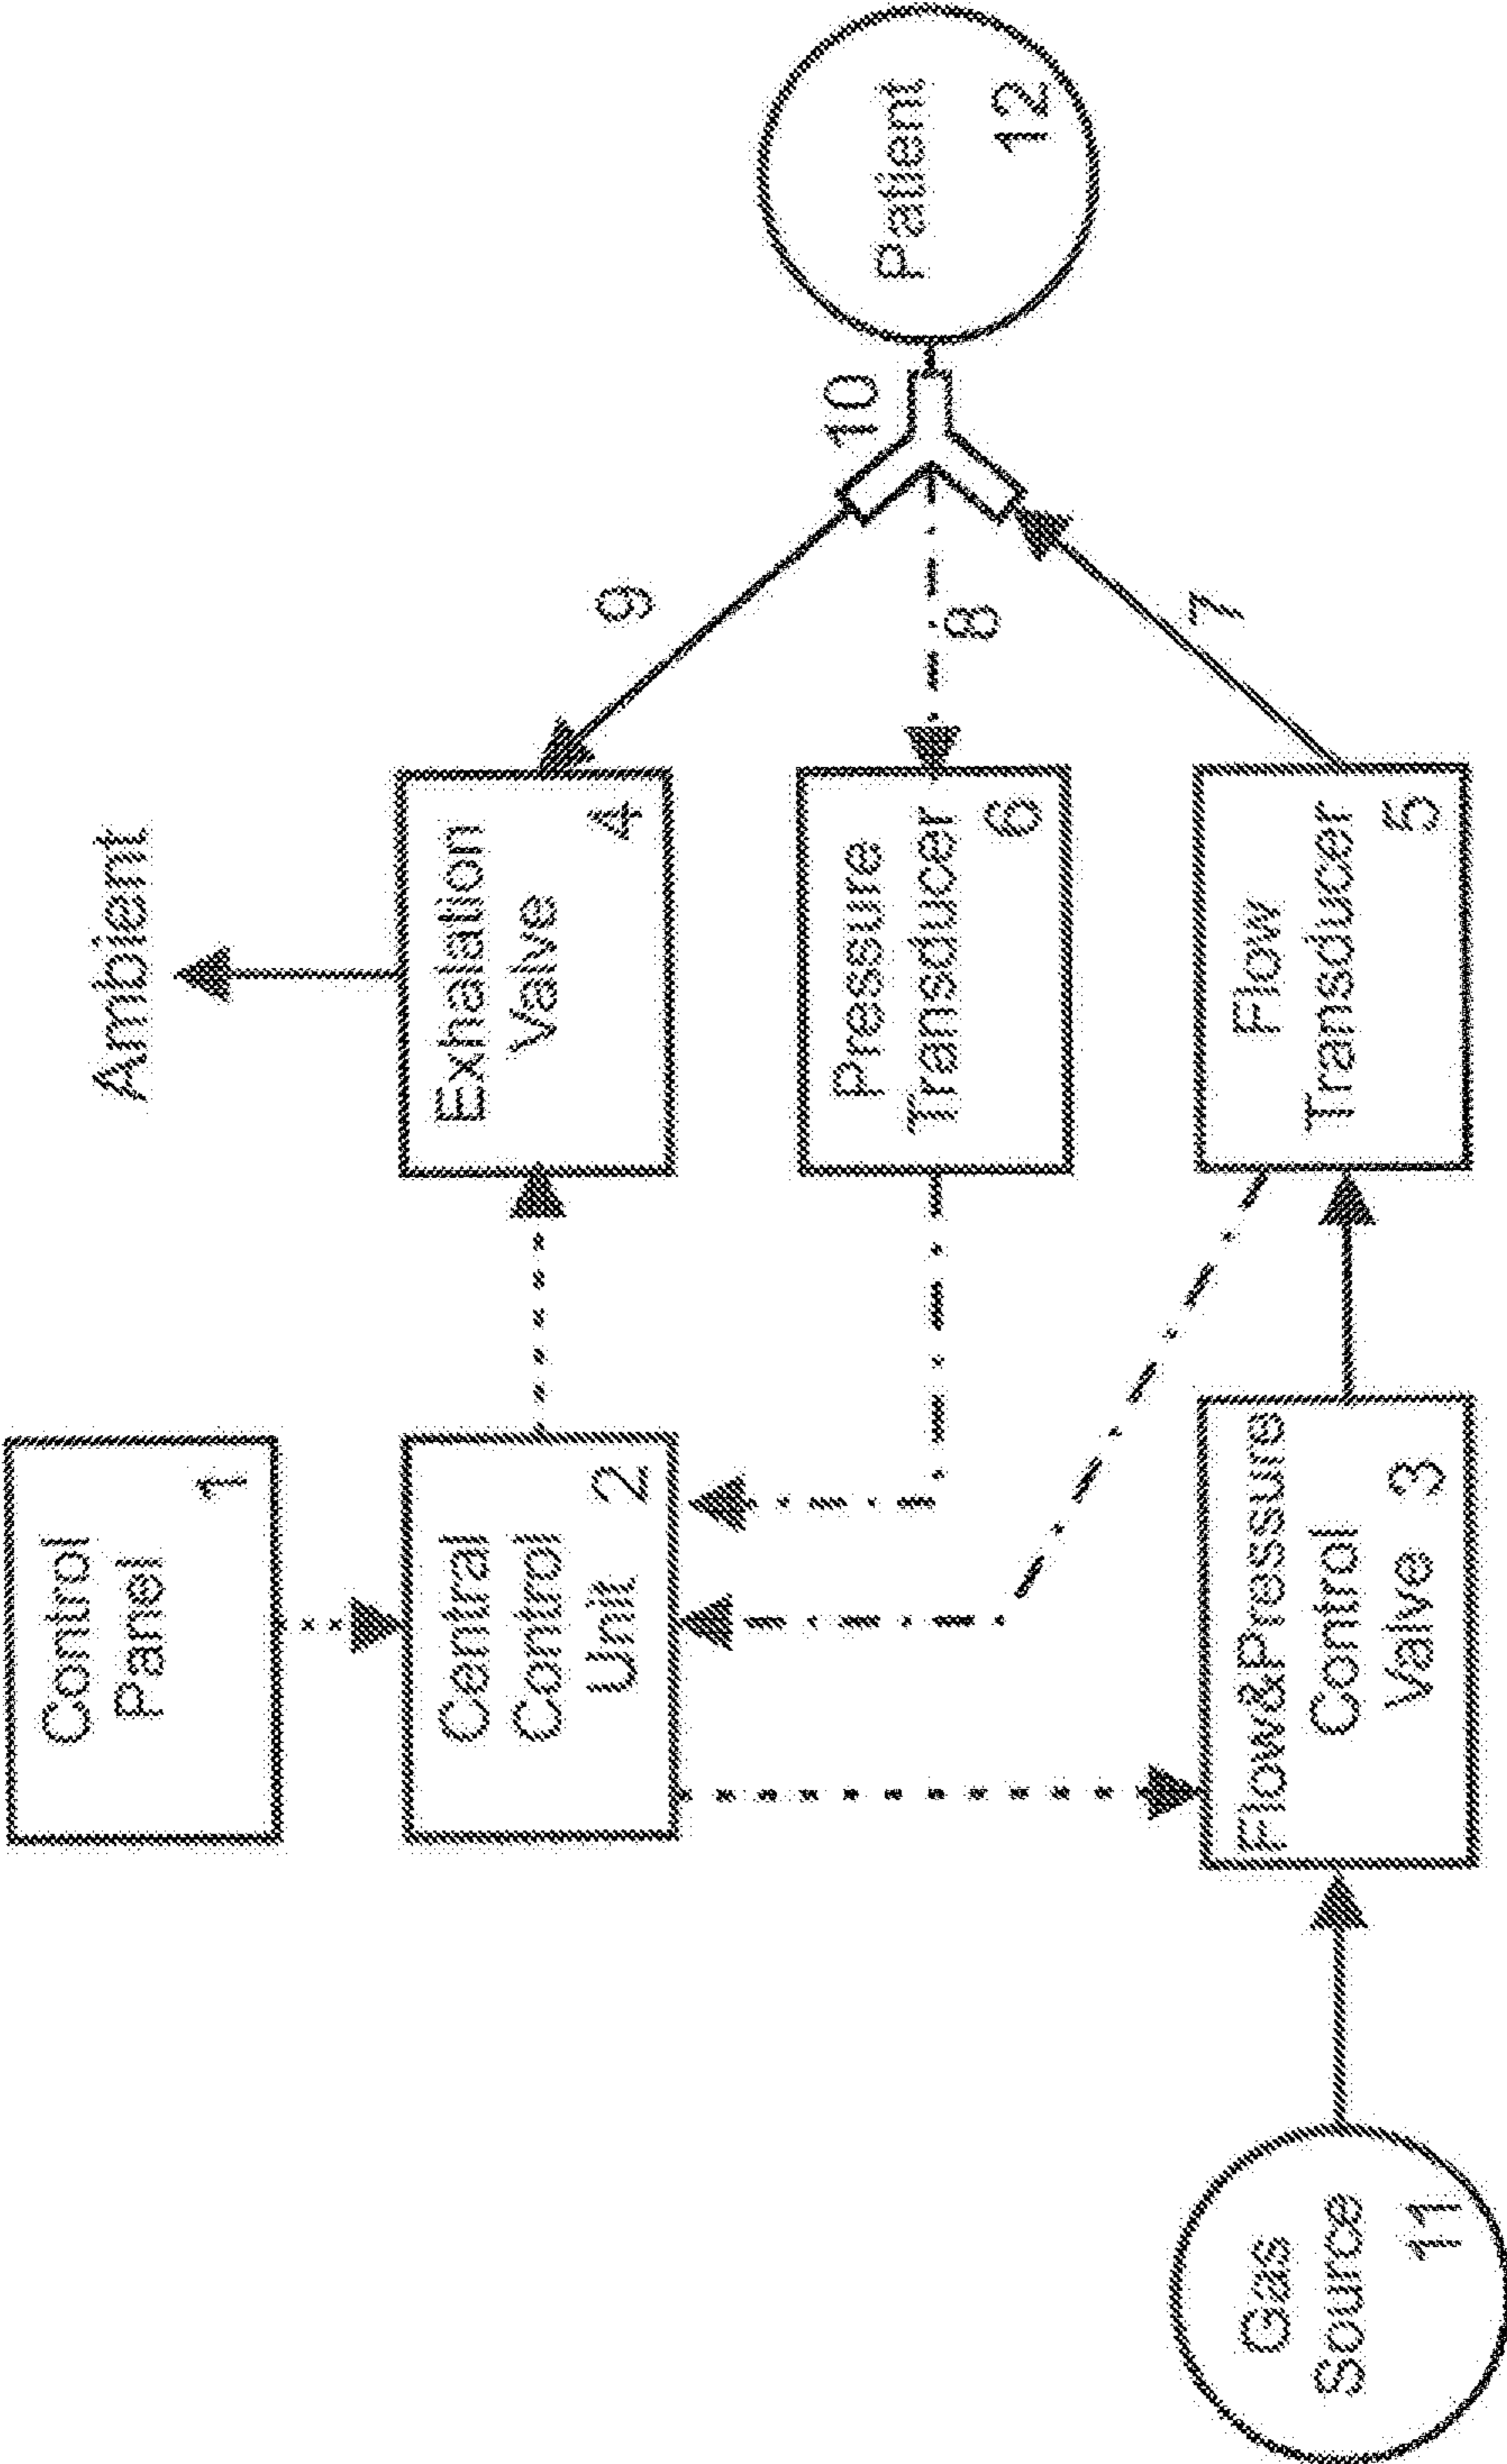 Control
Panel
1
Ambient
Central
Control
Unit
2
Exhalation
Valve
4
9
10
Pressure
Transducer
6
8
Patient
12
Gas
Source
11
Flow&Pressure
Control
Valve 3
Flow
Transducer
5
7